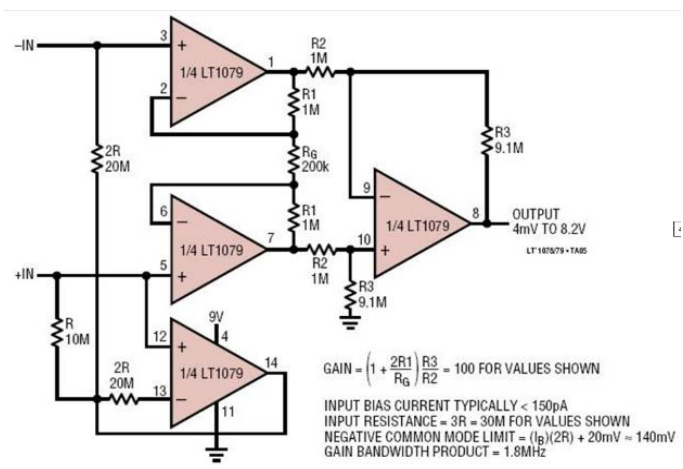 –IN
3
+
1/4 LT1079
2
–
1
R2
1M
R1
1M
R3
9.1M
2R
20M
RG
200k
R1
1M
6
–
1/4 LT1079
5
+
7
R2
1M
9
–
1/4 LT1079
10
+
8
OUTPUT
4mV TO 8.2V
LT1078/79 • TA05
R3
9.1M
+IN
R
10M
9V
4
12
+
1/4 LT1079
13
–
14
11
2R
20M
GAIN = (1 + 2R1/RG) R3/R2 = 100 FOR VALUES SHOWN
INPUT BIAS CURRENT TYPICALLY < 150pA
INPUT RESISTANCE = 3R = 30M FOR VALUES SHOWN
NEGATIVE COMMON MODE LIMIT = (IB)(2R) + 20mV ≈ 140mV
GAIN BANDWIDTH PRODUCT = 1.8MHz